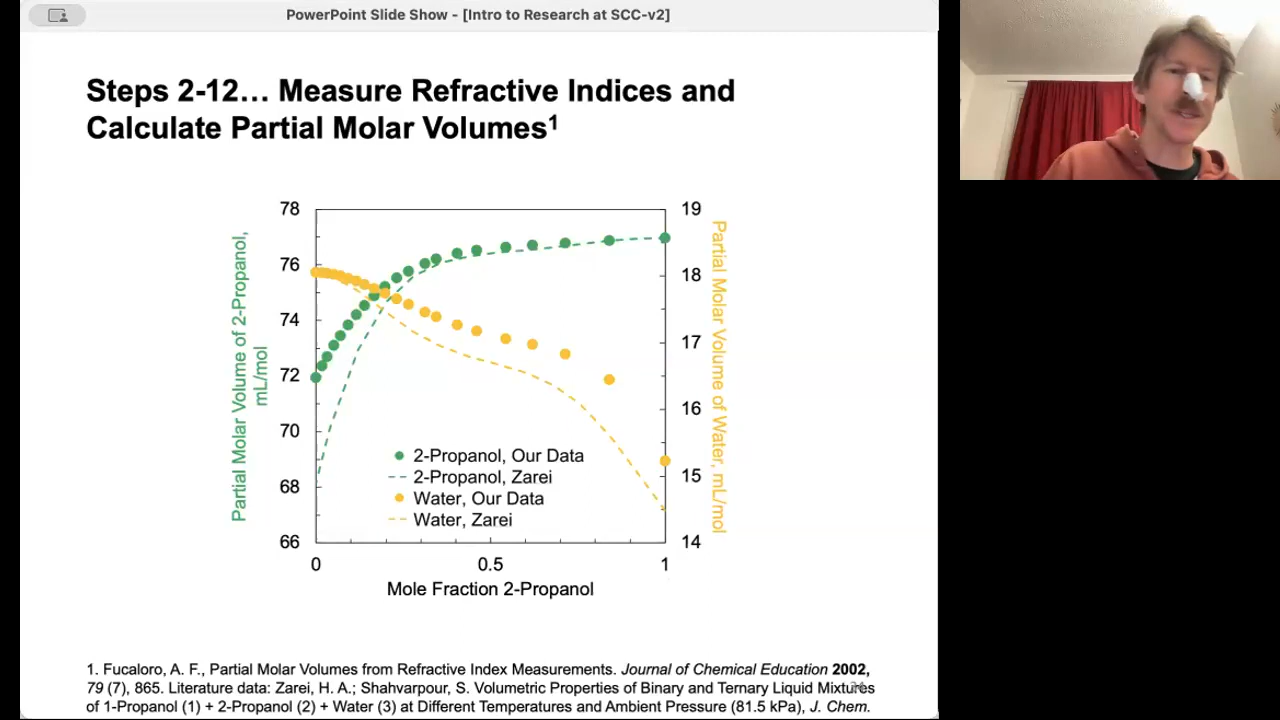 PowerPoint Slide Show - [Intro to Research at SCC-v2]
Steps 2-12… Measure Refractive Indices and
Calculate Partial Molar Volumes¹
Partial Molar Volume of 2-Propanol,
mL/mol
78
76
74
72
70
68
66
2-Propanol, Our Data
2-Propanol, Zarei
Water, Our Data
Water, Zarei
19
18
17
16
15
14
Partial Molar Volume of Water, mL/mol
0
0.5
1
Mole Fraction 2-Propanol
1. Fucaloro, A. F., Partial Molar Volumes from Refractive Index Measurements. Journal of Chemical Education 2002,
79 (7), 865. Literature data: Zarei, H. A.; Shahvarpour, S. Volumetric Properties of Binary and Ternary Liquid Mixtures
of 1-Propanol (1) + 2-Propanol (2) + Water (3) at Different Temperatures and Ambient Pressure (81.5 kPa), J. Chem.